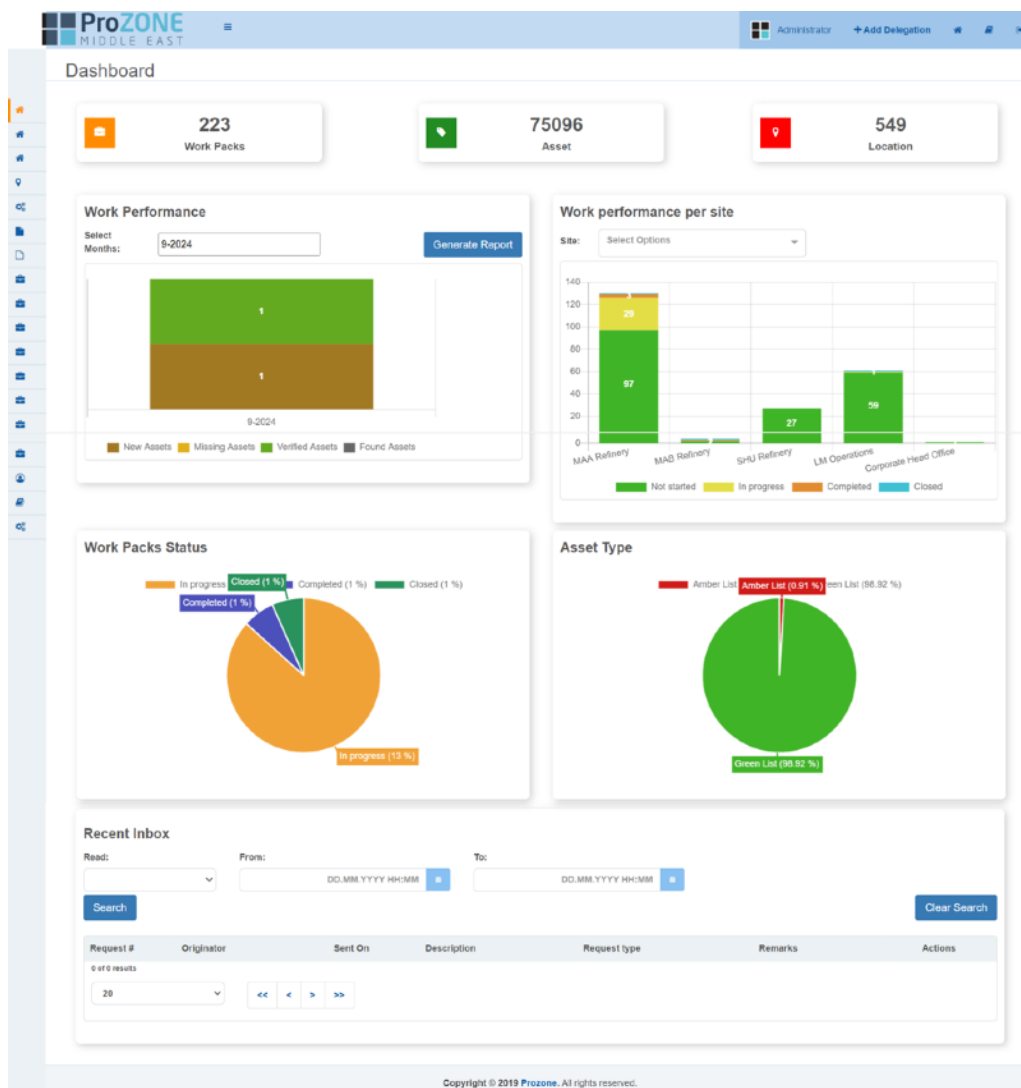 ProZONE
MIDDLE EAST
Administrator +Add Delegation
Dashboard
223
Work Packs
75096
Asset
549
Location
Work Performance
Select Months: 9-2024 Generate Report
1
1
9-2024
New Assets Missing Assets Verified Assets Found Assets
Work performance per site
Site: Select Options
140
120
100
80
60
40
20
0
29
97
27
59
MAA Refinery MAB Refinery SHU Refinery LM Operations Corporate Head Office
Not started In progress Completed Closed
Work Packs Status
In progress Completed (1 %) Closed (1 %)
Closed (1 %)
Completed (1 %)
In progress (13 %)
Asset Type
Amber List een List (98.92 %)
Amber List (0.91 %)
Green List (98.92 %)
Recent Inbox
Read: From: To:
DD.MM.YYYY HH:MM DD.MM.YYYY HH:MM
Search Clear Search
Request # Originator Sent On Description Request type Remarks Actions
0 of 0 results
20 << < > >>
Copyright © 2019 Prozone. All rights reserved.